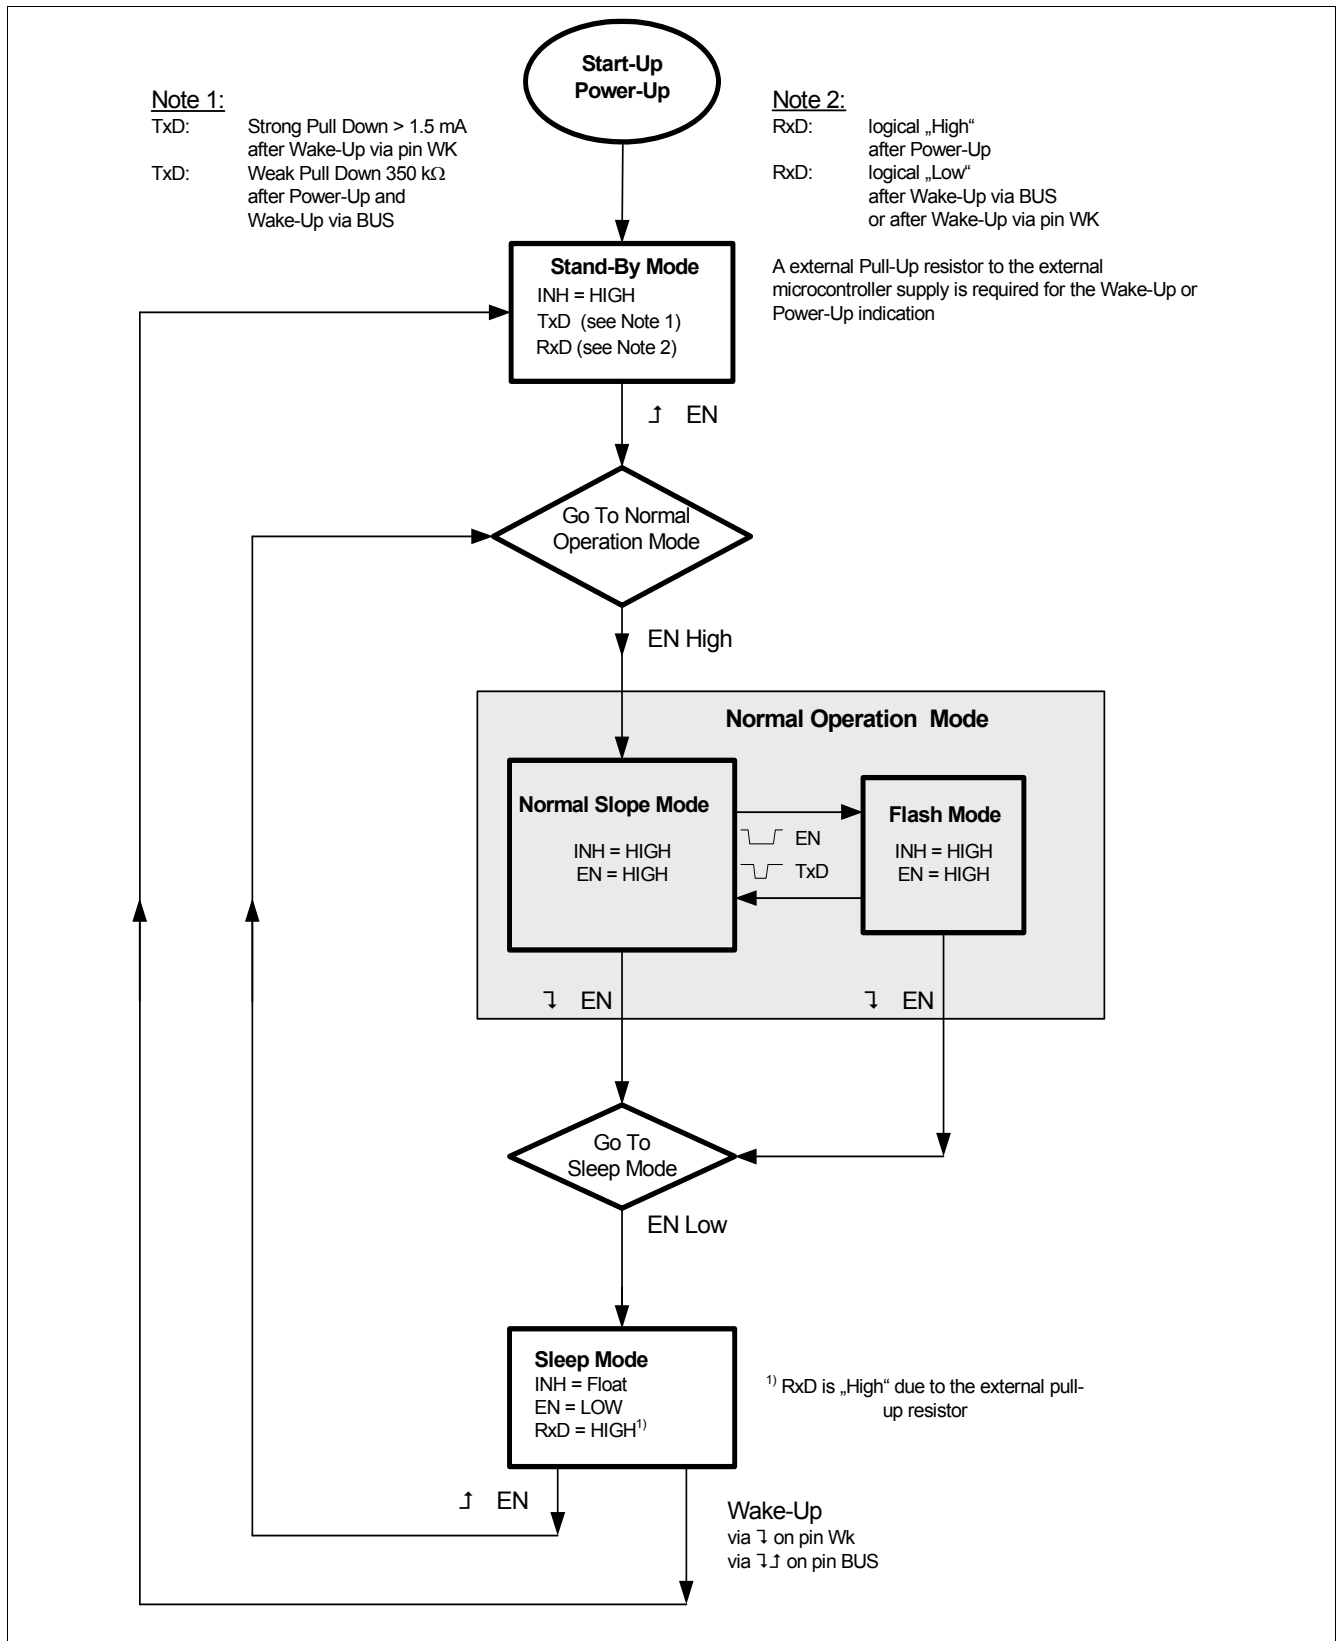 Start-Up
Power-Up
Note 1:
TxD: Strong Pull Down > 1.5 mA
after Wake-Up via pin WK
TxD: Weak Pull Down 350 kΩ
after Power-Up and
Wake-Up via BUS
Note 2:
RxD: logical „High“
after Power-Up
RxD: logical „Low“
after Wake-Up via BUS
or after Wake-Up via pin WK
A external Pull-Up resistor to the external
microcontroller supply is required for the Wake-Up or
Power-Up indication
Stand-By Mode
INH = HIGH
TxD (see Note 1)
RxD (see Note 2)
EN
Go To Normal
Operation Mode
EN High
Normal Operation Mode
Normal Slope Mode
INH = HIGH
EN = HIGH
EN
TxD
Flash Mode
INH = HIGH
EN = HIGH
EN
EN
Go To
Sleep Mode
EN Low
Sleep Mode
INH = Float
EN = LOW
RxD = HIGH1)
1) RxD is „High“ due to the external pull-
up resistor
EN
Wake-Up
via on pin Wk
via on pin BUS